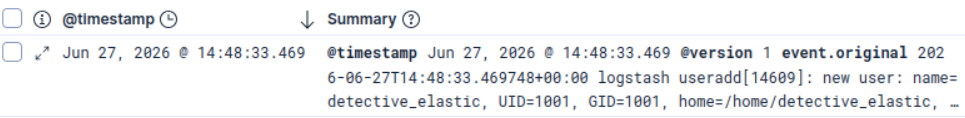 @timestamp Summary
Jun 27, 2026 @ 14:48:33.469 @timestamp Jun 27, 2026 @ 14:48:33.469 @version 1 event.original 202
6-06-27T14:48:33.469748+00:00 logstash useradd[14609]: new user: name=
detective_elastic, UID=1001, GID=1001, home=/home/detective_elastic, …